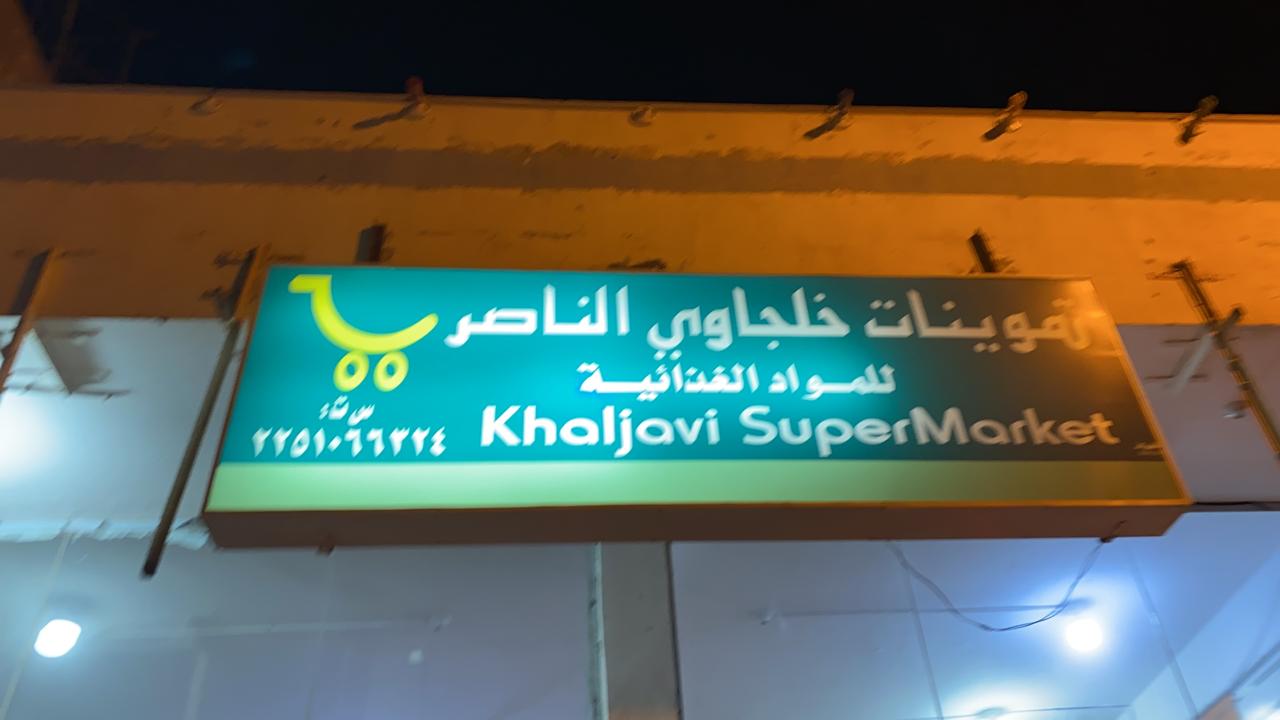 تموينات خلجاوي الناصر
للمواد الغذائية
Khaljavi SuperMarket
س ت:
٢٢٥١٠٦٦٣٢٤